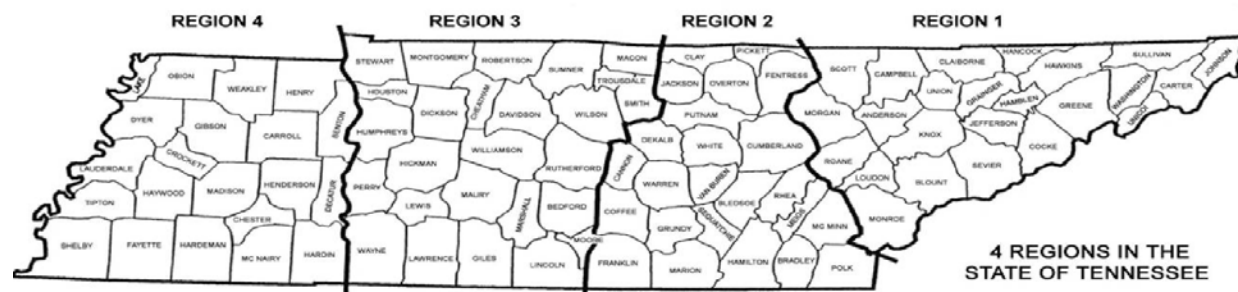 REGION 4 REGION 3 REGION 2 REGION 1
LAKE
OBION
WEAKLEY
HENRY
DYER
GIBSON
CARROLL
BENTON
LAUDERDALE
CROCKETT
HAYWOOD
MADISON
HENDERSON
DECATUR
TIPTON
CHESTER
SHELBY
FAYETTE
HARDEMAN
MC NAIRY
HARDIN
STEWART
MONTGOMERY
ROBERTSON
SUMNER
MACON
TROUSDALE
HOUSTON
DICKSON
CHEATHAM
DAVIDSON
WILSON
SMITH
HUMPHREYS
HICKMAN
WILLIAMSON
RUTHERFORD
PERRY
LEWIS
MAURY
MARSHALL
BEDFORD
MOORE
WAYNE
LAWRENCE
GILES
LINCOLN
CLAY
PICKETT
JACKSON
OVERTON
FENTRESS
PUTNAM
DEKALB
WHITE
CUMBERLAND
CANNON
WARREN
VAN BUREN
BLEDSOE
RHEA
MEIGS
COFFEE
GRUNDY
SEQUATCHIE
MC MINN
FRANKLIN
MARION
HAMILTON
BRADLEY
POLK
SCOTT
CAMPBELL
CLAIBORNE
HANCOCK
HAWKINS
SULLIVAN
JOHNSON
UNION
GRAINGER
HAMBLEN
GREENE
WASHINGTON
CARTER
UNICOI
MORGAN
ANDERSON
KNOX
JEFFERSON
COCKE
ROANE
LOUDON
BLOUNT
SEVIER
MONROE
4 REGIONS IN THE
STATE OF TENNESSEE